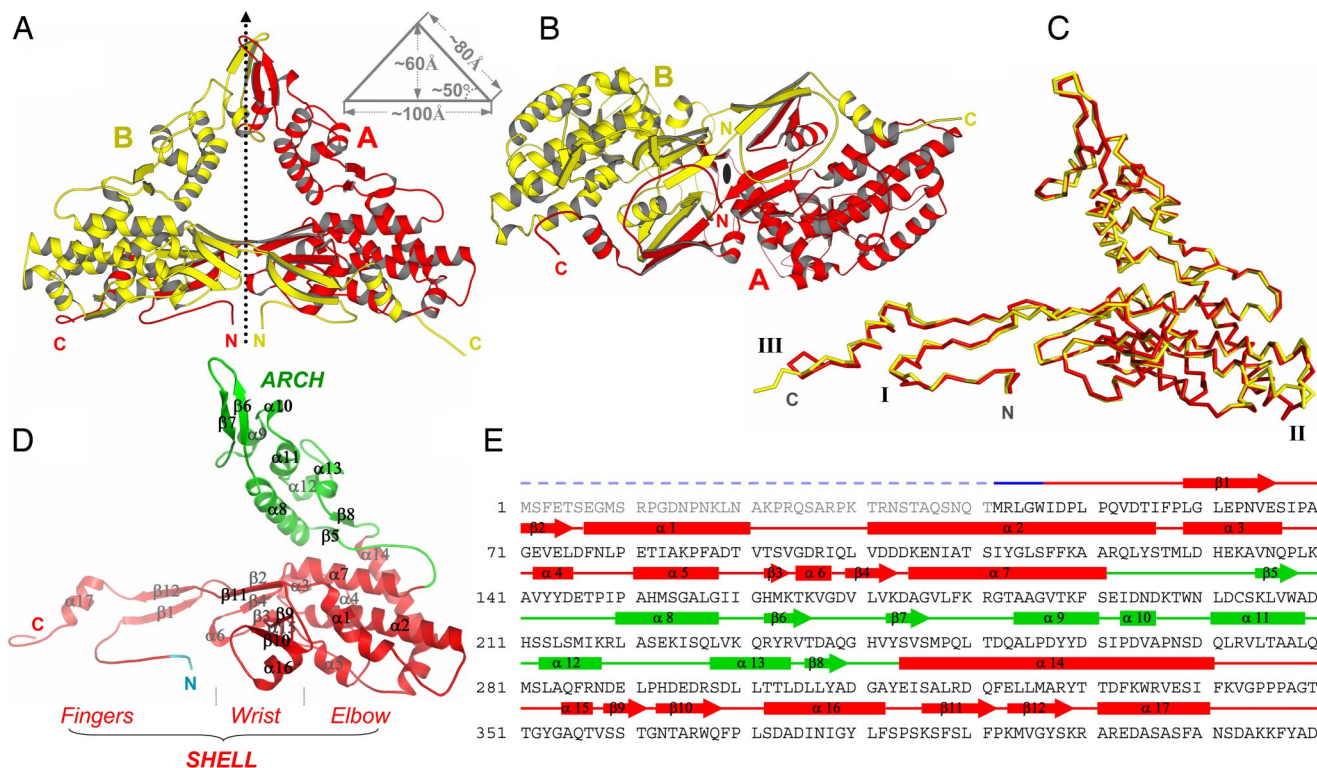 A
~60Å
~80Å
~50°
~100Å
B
A
C
N
N
C
B
B
N
C
N
C
A
C
III
C
I
N
II
D
ARCH
β6
α10
β7
α9
α11
α13
α12
α8
β8
β5
α14
β12
β2
α7
β11
α3
β1
β4
α4
β9
β3
α1
α2
α6
β10
α16
α5
α17
C
N
Fingers
Wrist
Elbow
SHELL
E
β1
1 MSFETSEGMS RPGDNPNKLN AKPRQSARPK TRNSTAQSNQ TMRLGWIDPL PQVDTIFPLG LEPNVESIPA
β2 α 1 α 2 α 3
71 GEVELDFNLP ETIAKPFADT VTSVGDRIQL VDDDKENIAT SIYGLSFFKA ARQLYSTMLD HEKAVNQPLK
α 4 α 5 β3 α 6 β4 α 7 β5
141 AVYYDETPIP AHMSGALGII GHMKTKVGDV LVKDAGVLFK RGTAAGVTKF SEIDNDKTWN LDCSKLVWAD
α 8 β6 β7 α 9 α 10 α 11
211 HSSLSMIKRL ASEKISQLVK QRYRVTDAQG HVYSVSMPQL TDQALPDYYD SIPDVAPNSD QLRVLTAALQ
α 12 α 13 β8 α 14
281 MSLAQFRNDE LPHDEDRSDL LTTLDLLYAD GAYEISALRD QFELLMARYT TDFKWRVESI FKVGPPPAGT
α 15 β9 β10 α 16 β11 β12 α 17
351 TGYGAQTVSS TGNTARWQFP LSDADINIGY LFSPSKSFSL FPKMVGYSKR AREDASASFA NSDAKKFYAD